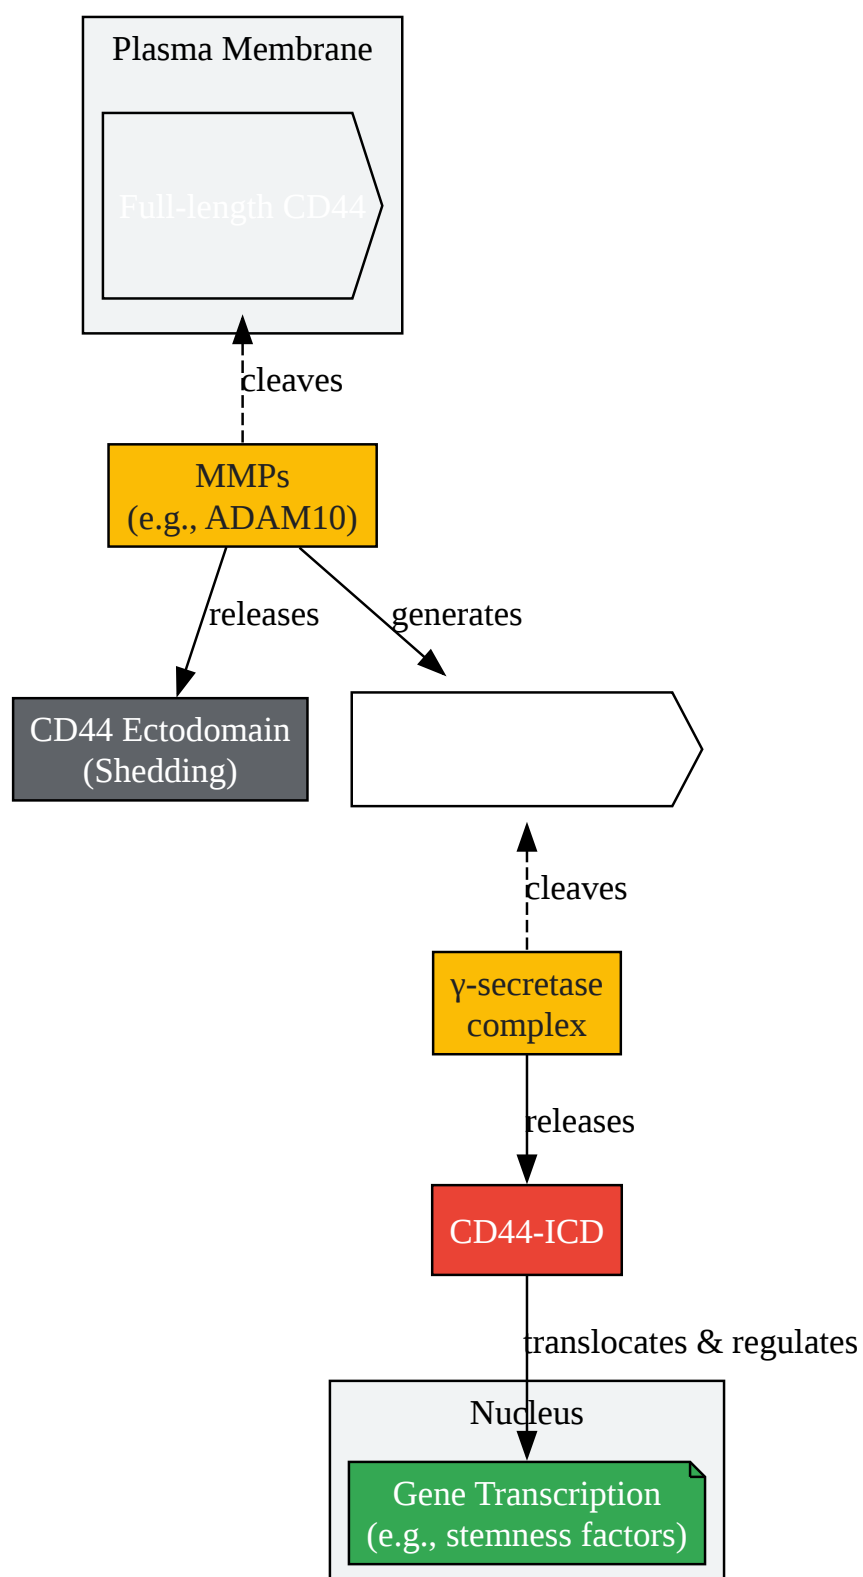 Plasma Membrane
Full-length CD44
cleaves
MMPs
(e.g., ADAM10)
releases
generates
CD44 Ectodomain
(Shedding)
cleaves
γ-secretase
complex
releases
CD44-ICD
translocates & regulates
Nucleus
Gene Transcription
(e.g., stemness factors)